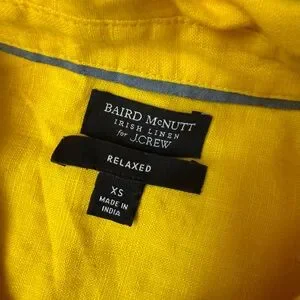 BAIRD McNUTT
IRISH LINEN
for J.CREW
RELAXED
XS
MADE IN
INDIA